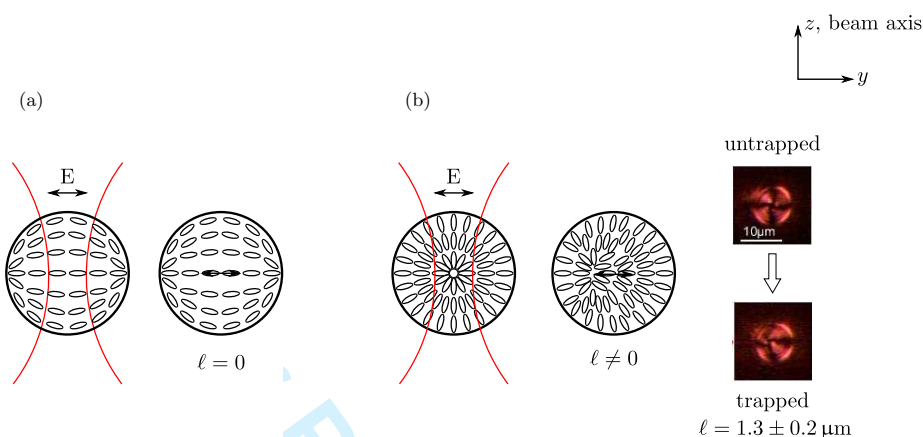 z, beam axis
y
(a)
(b)
untrapped
E
E
10µm
ℓ = 0
ℓ ≠ 0
trapped
ℓ = 1.3 ± 0.2 µm